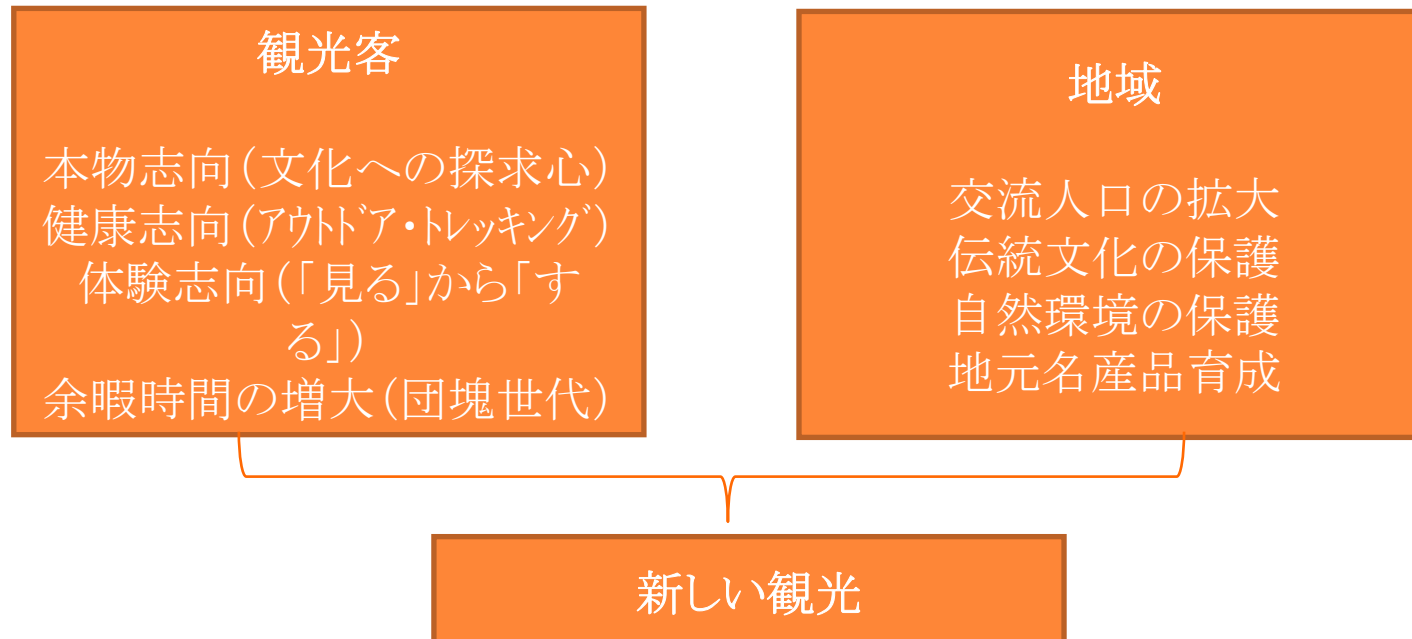 観光客
本物志向(文化への探求心)
健康志向(ｱｳﾄﾄﾞｱ・ﾄﾚｯｷﾝｸﾞ)
体験志向(「見る」から「す
る」)
余暇時間の増大(団塊世代)
地域
交流人口の拡大
伝統文化の保護
自然環境の保護
地元名産品育成
新しい観光